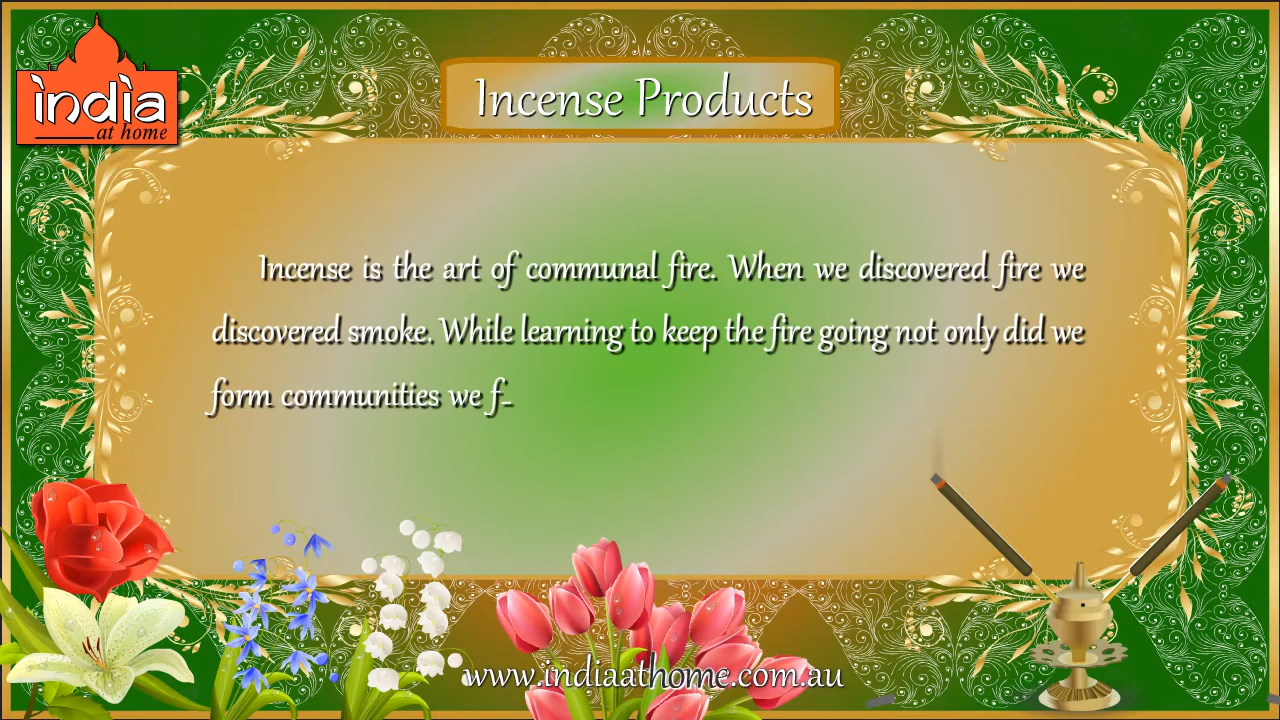 india
at home
Incense Products
Incense is the art of communal fire. When we discovered fire we
discovered smoke. While learning to keep the fire going not only did we
form communities we f_
www.indiaathome.com.au